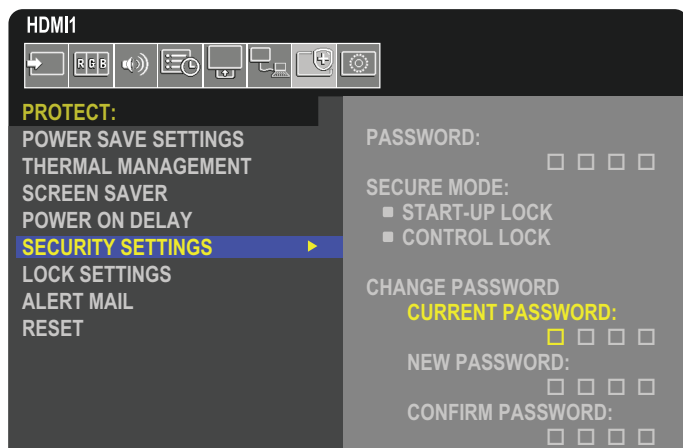 HDMI1
RGB
PROTECT:
POWER SAVE SETTINGS
THERMAL MANAGEMENT
SCREEN SAVER
POWER ON DELAY
SECURITY SETTINGS
LOCK SETTINGS
ALERT MAIL
RESET
PASSWORD:
SECURE MODE:
START-UP LOCK
CONTROL LOCK
CHANGE PASSWORD
CURRENT PASSWORD:
NEW PASSWORD:
CONFIRM PASSWORD: